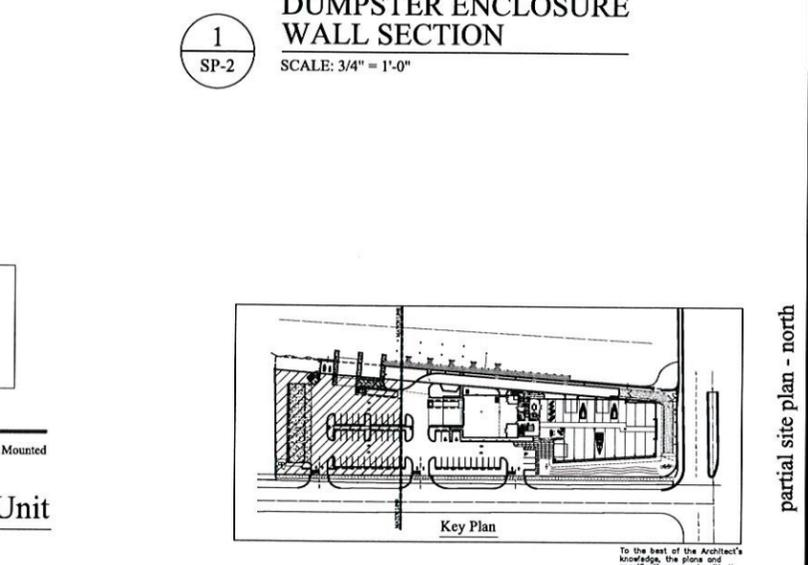 DUMPSTER ENCLOSURE
1
WALL SECTION
SP-2
SCALE: 3/4" = 1'-0"
Mounted
Unit
Key Plan
partial site plan - north
To the best of the Architect's
knowledge, the plans and